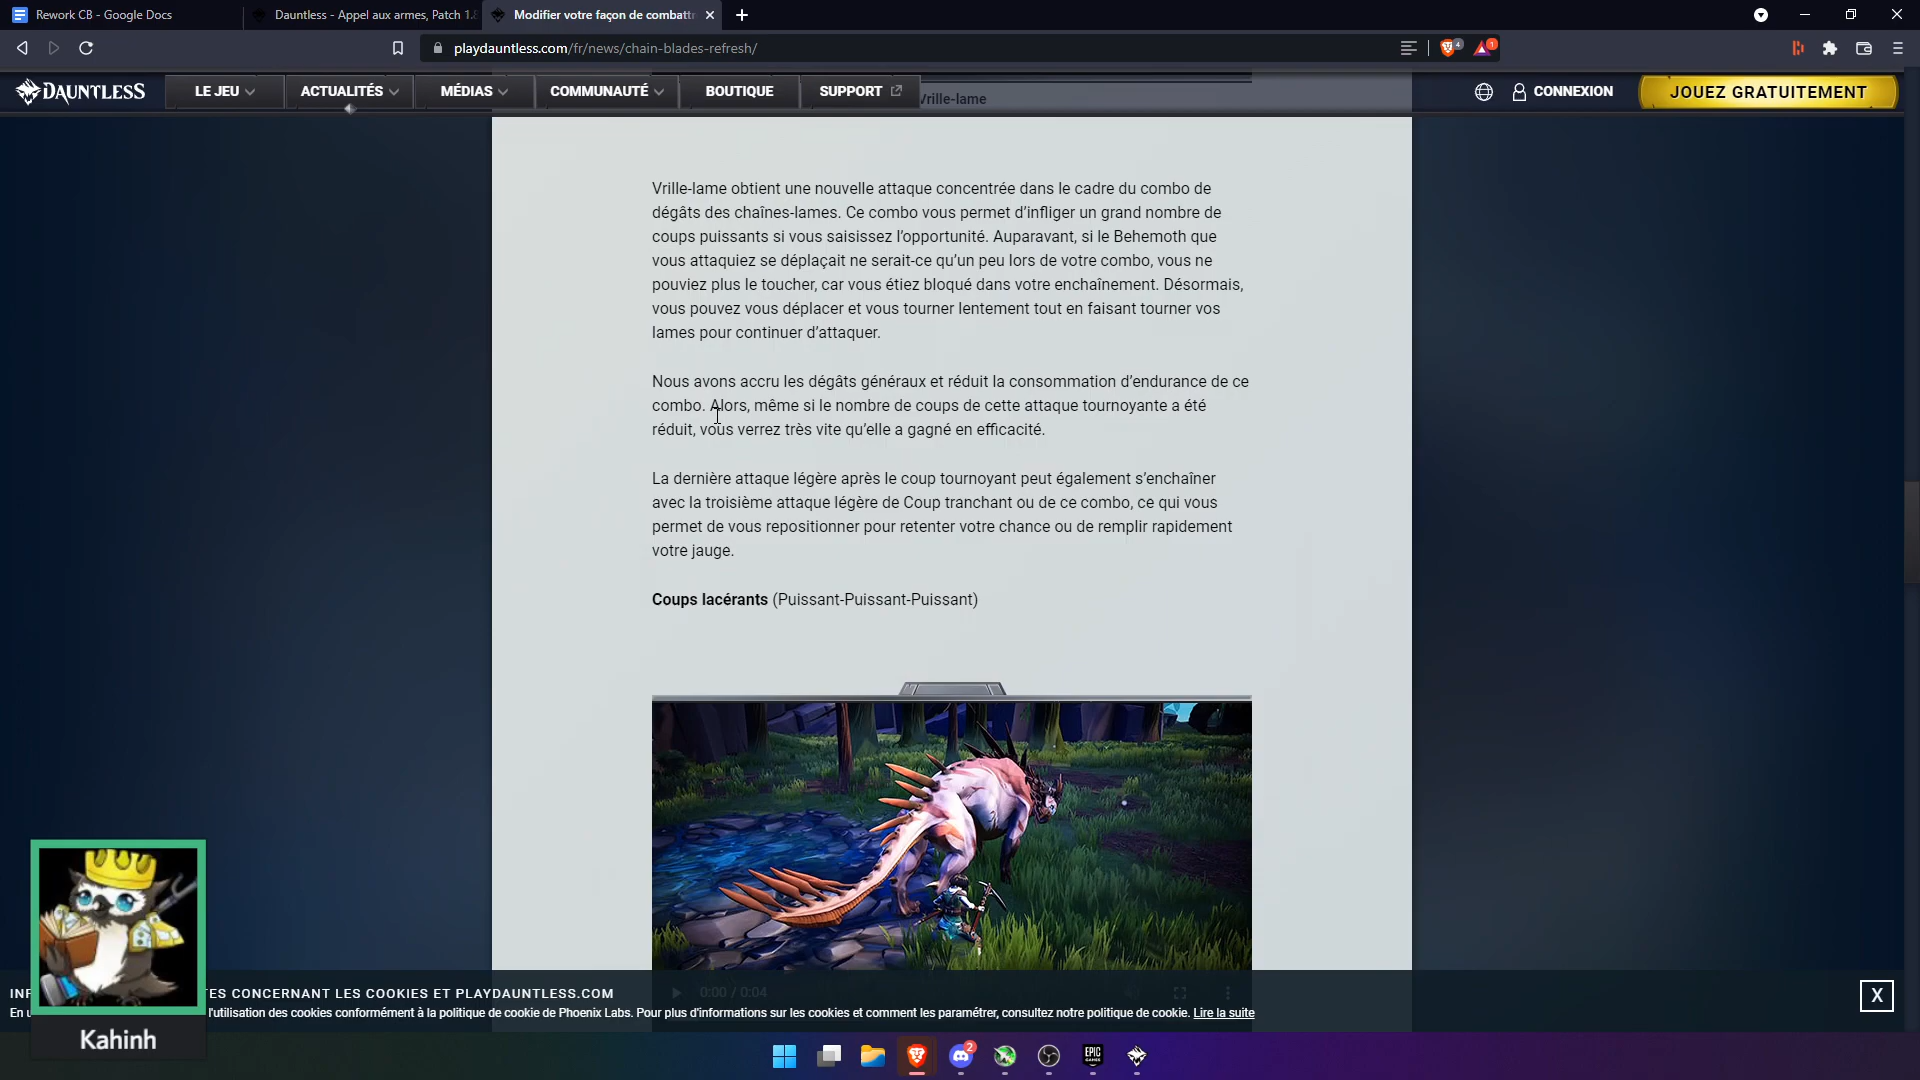 Rework CB - Google Docs
Dauntless - Appel aux armes, Patch 1.
Modifier votre façon de combattr
playdauntless.com/fr/news/chain-blades-refresh/
4
1
DAUNTLESS
LE JEU
ACTUALITÉS
MÉDIAS
COMMUNAUTÉ
BOUTIQUE
SUPPORT
Vrille-lame
CONNEXION
JOUEZ GRATUITEMENT
Vrille-lame obtient une nouvelle attaque concentrée dans le cadre du combo de
dégâts des chaînes-lames. Ce combo vous permet d’infliger un grand nombre de
coups puissants si vous saisissez l’opportunité. Auparavant, si le Behemoth que
vous attaquiez se déplaçait ne serait-ce qu’un peu lors de votre combo, vous ne
pouviez plus le toucher, car vous étiez bloqué dans votre enchaînement. Désormais,
vous pouvez vous déplacer et vous tourner lentement tout en faisant tourner vos
lames pour continuer d’attaquer.
Nous avons accru les dégâts généraux et réduit la consommation d’endurance de ce
combo. Alors, même si le nombre de coups de cette attaque tournoyante a été
réduit, vous verrez très vite qu’elle a gagné en efficacité.
La dernière attaque légère après le coup tournoyant peut également s’enchaîner
avec la troisième attaque légère de Coup tranchant ou de ce combo, ce qui vous
permet de vous repositionner pour retenter votre chance ou de remplir rapidement
votre jauge.
Coups lacérants (Puissant-Puissant-Puissant)
0:00 / 0:04
INF
TES CONCERNANT LES COOKIES ET PLAYDAUNTLESS.COM
X
En u
l'utilisation des cookies conformément à la politique de cookie de Phoenix Labs. Pour plus d'informations sur les cookies et comment les paramétrer, consultez notre politique de cookie. Lire la suite
Kahinh
2
EPIC
GAMES